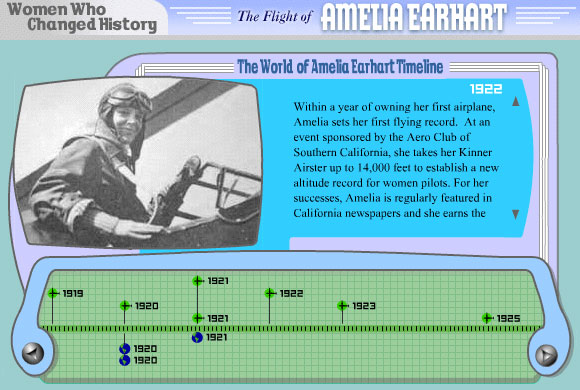 Women Who
Changed History
The Flight of AMELIA EARHART
The World of Amelia Earhart Timeline
1922
Within a year of owning her first airplane,
Amelia sets her first flying record. At an
event sponsored by the Aero Club of
Southern California, she takes her Kinner
Airster up to 14,000 feet to establish a new
altitude record for women pilots. For her
successes, Amelia is regularly featured in
California newspapers and she earns the
1921
1919
1922
1920
1923
1921
1925
1921
1920
1920